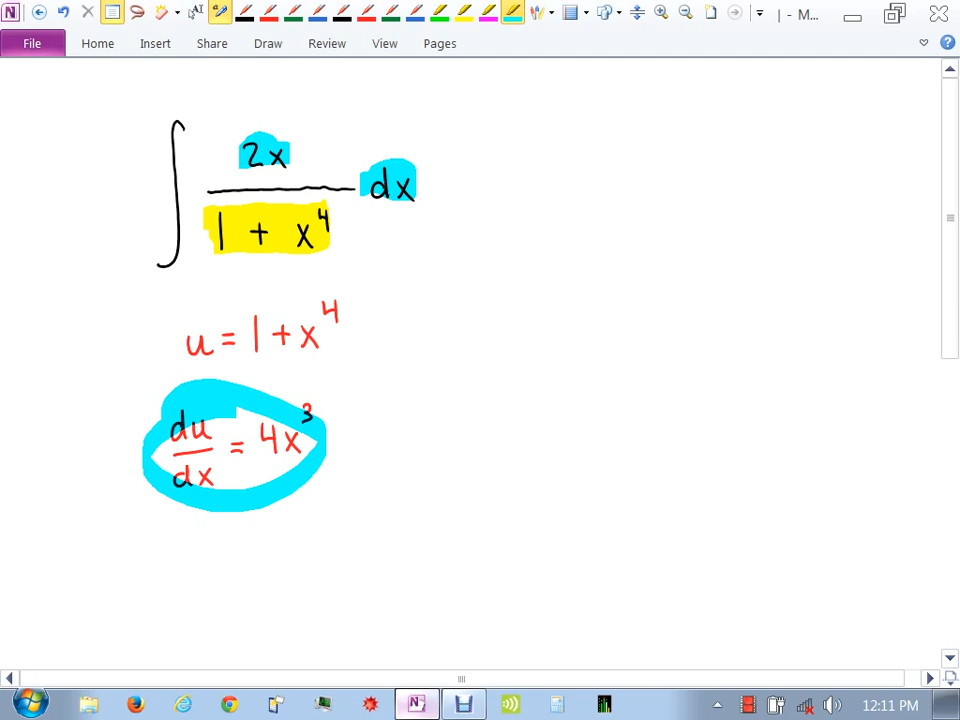 | - M...
File Home Insert Share Draw Review View Pages
∫ 2x / 1 + x⁴ dx
u = 1 + x⁴
du/dx = 4x³
12:11 PM